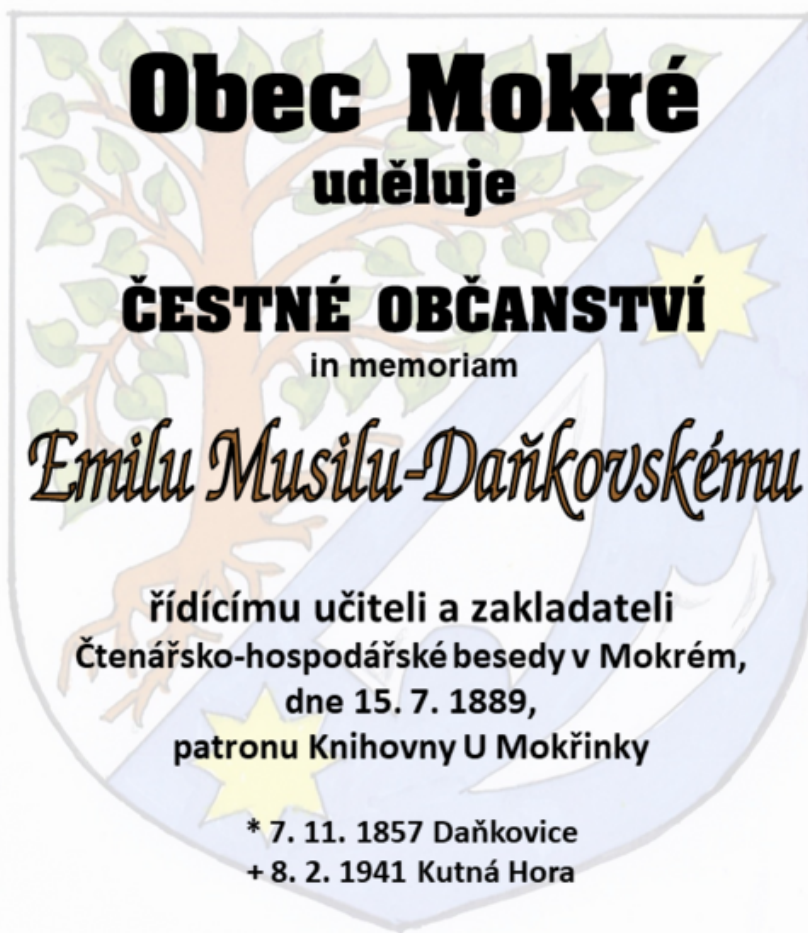 Obec Mokré
uděluje
ČESTNÉ OBČANSTVÍ
in memoriam
Emilu Musilu-Daňkovskému
řídícímu učiteli a zakladateli
Čtenářsko-hospodářské besedy v Mokrém,
dne 15. 7. 1889,
patronu Knihovny U Mokřinky
* 7. 11. 1857 Daňkovice
+ 8. 2. 1941 Kutná Hora